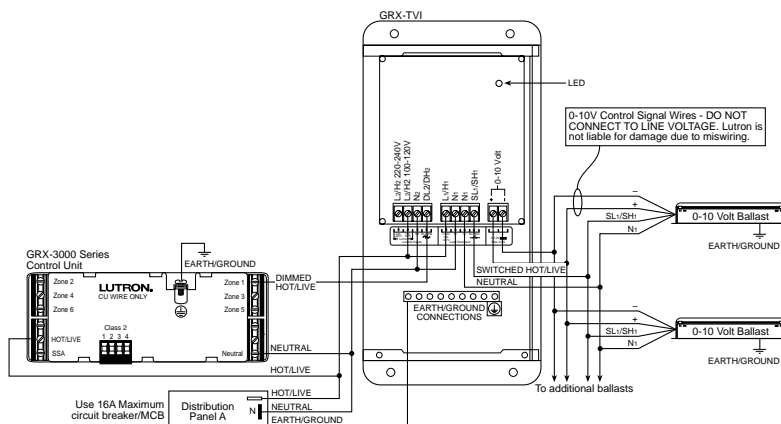 GRX-TVI
LED
0-10V Control Signal Wires - DO NOT
CONNECT TO LINE VOLTAGE. Lutron is
not liable for damage due to miswiring.
L2/H2 220-240V
L2/H2 100-120V
N2
DL2/DH2
L1/H1
N1
N1
SL1/SH1
0-10 Volt
+
-
–
+
SL1/SH1
N1
0-10 Volt Ballast
EARTH/GROUND
GRX-3000 Series
Control Unit
EARTH/GROUND
Zone 2
Zone 4
Zone 6
LUTRON.
CU WIRE ONLY
Zone 1
Zone 3
Zone 5
DIMMED
HOT/LIVE
SWITCHED HOT/LIVE
NEUTRAL
EARTH/GROUND
CONNECTIONS
Class 2
1 2 3 4
HOT/LIVE
SSA
Neutral
NEUTRAL
HOT/LIVE
–
+
SL1/SH1
N1
0-10 Volt Ballast
EARTH/GROUND
To additional ballasts
Use 16A Maximum
circuit breaker/MCB
Distribution
Panel A
N
HOT/LIVE
NEUTRAL
EARTH/GROUND